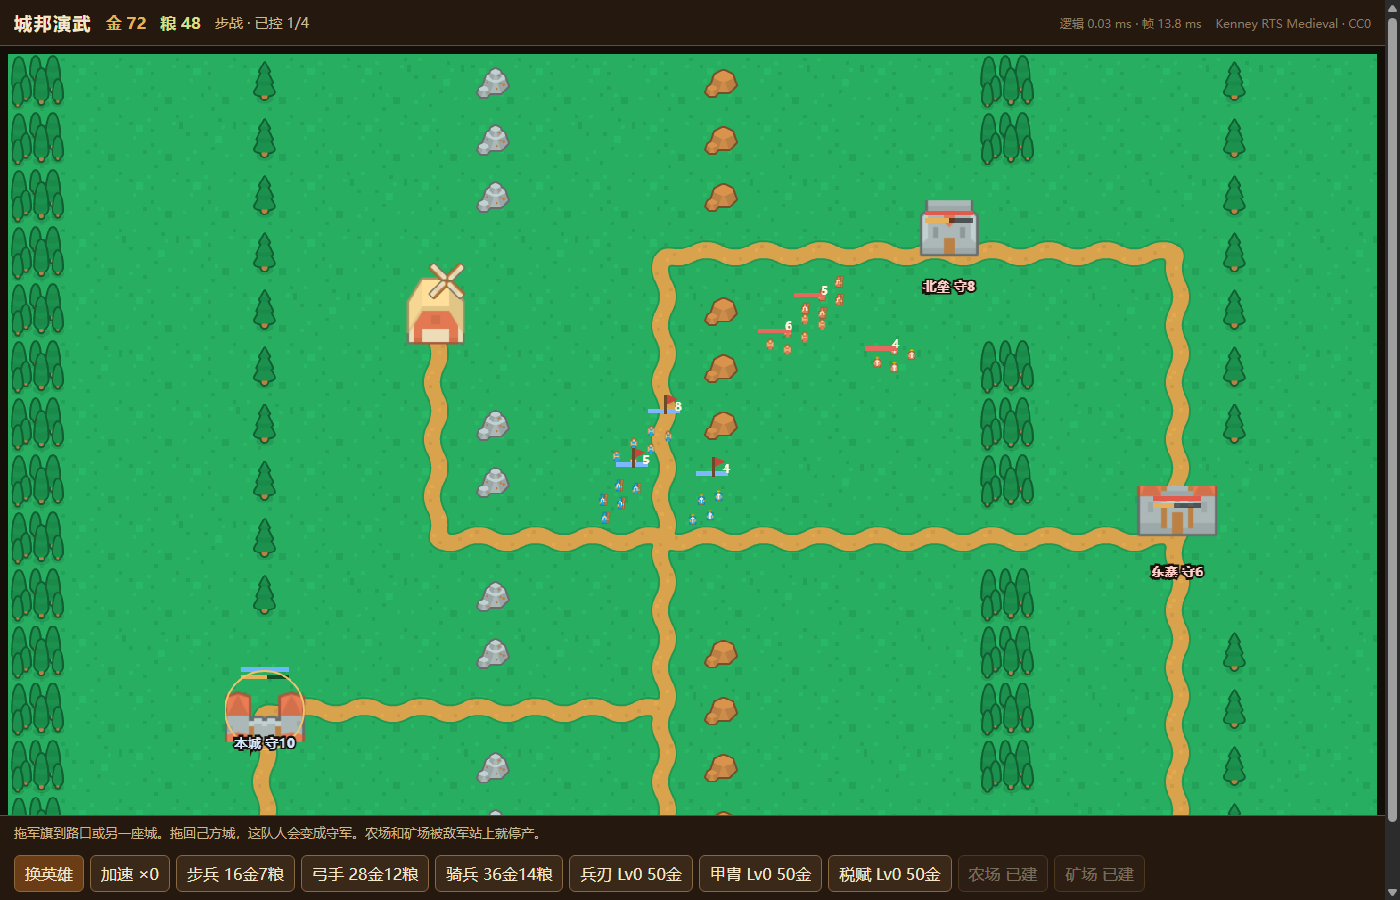 城邦演武 金 72 粮 48 步战 · 已控 1/4 逻辑 0.03 ms · 帧 13.8 ms Kenney RTS Medieval · CC0
北垒 守8
5
6
4
8
5
4
东寨 守6
本城 守10
拖军旗到路口或另一座城。拖回己方城，这队人会变成守军。农场和矿场被敌军站上就停产。
换英雄 加速 ×0 步兵 16金7粮 弓手 28金12粮 骑兵 36金14粮 兵刃 Lv0 50金 甲胄 Lv0 50金 税赋 Lv0 50金 农场 已建 矿场 已建